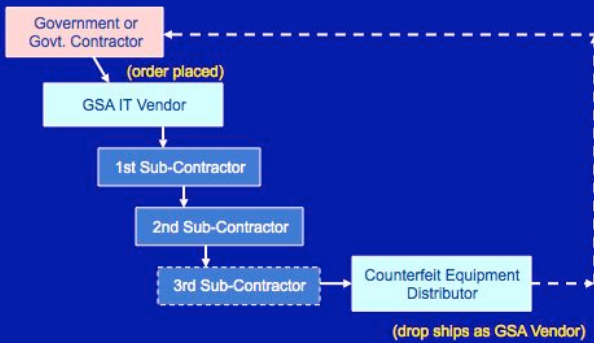 Government or
Govt. Contractor
(order placed)
GSA IT Vendor
1st Sub-Contractor
2nd Sub-Contractor
3rd Sub-Contractor
Counterfeit Equipment
Distributor
(drop ships as GSA Vendor)